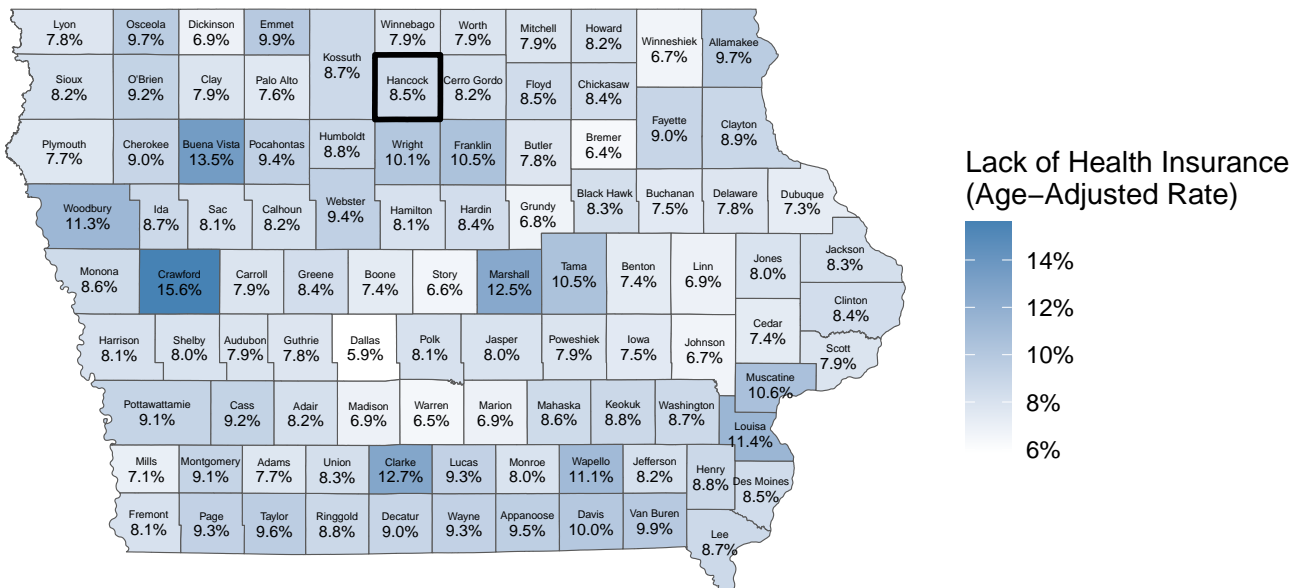 Lyon
7.8%
Osceola
9.7%
Dickinson
6.9%
Emmet
9.9%
Kossuth
8.7%
Winnebago
7.9%
Worth
7.9%
Mitchell
7.9%
Howard
8.2%
Winneshiek
6.7%
Allamakee
9.7%
Sioux
8.2%
O'Brien
9.2%
Clay
7.9%
Palo Alto
7.6%
Hancock
8.5%
Cerro Gordo
8.2%
Floyd
8.5%
Chickasaw
8.4%
Fayette
9.0%
Clayton
8.9%
Plymouth
7.7%
Cherokee
9.0%
Buena Vista
13.5%
Pocahontas
9.4%
Humboldt
8.8%
Wright
10.1%
Franklin
10.5%
Butler
7.8%
Bremer
6.4%
Woodbury
11.3%
Ida
8.7%
Sac
8.1%
Calhoun
8.2%
Webster
9.4%
Hamilton
8.1%
Hardin
8.4%
Grundy
6.8%
Black Hawk
8.3%
Buchanan
7.5%
Delaware
7.8%
Dubuque
7.3%
Monona
8.6%
Crawford
15.6%
Carroll
7.9%
Greene
8.4%
Boone
7.4%
Story
6.6%
Marshall
12.5%
Tama
10.5%
Benton
7.4%
Linn
6.9%
Jones
8.0%
Jackson
8.3%
Clinton
8.4%
Harrison
8.1%
Shelby
8.0%
Audubon
7.9%
Guthrie
7.8%
Dallas
5.9%
Polk
8.1%
Jasper
8.0%
Poweshiek
7.9%
Iowa
7.5%
Johnson
6.7%
Cedar
7.4%
Scott
7.9%
Muscatine
10.6%
Pottawattamie
9.1%
Cass
9.2%
Adair
8.2%
Madison
6.9%
Warren
6.5%
Marion
6.9%
Mahaska
8.6%
Keokuk
8.8%
Washington
8.7%
Louisa
11.4%
Mills
7.1%
Montgomery
9.1%
Adams
7.7%
Union
8.3%
Clarke
12.7%
Lucas
9.3%
Monroe
8.0%
Wapello
11.1%
Jefferson
8.2%
Henry
8.8%
Des Moines
8.5%
Fremont
8.1%
Page
9.3%
Taylor
9.6%
Ringgold
8.8%
Decatur
9.0%
Wayne
9.3%
Appanoose
9.5%
Davis
10.0%
Van Buren
9.9%
Lee
8.7%
Lack of Health Insurance
(Age−Adjusted Rate)
14%
12%
10%
8%
6%